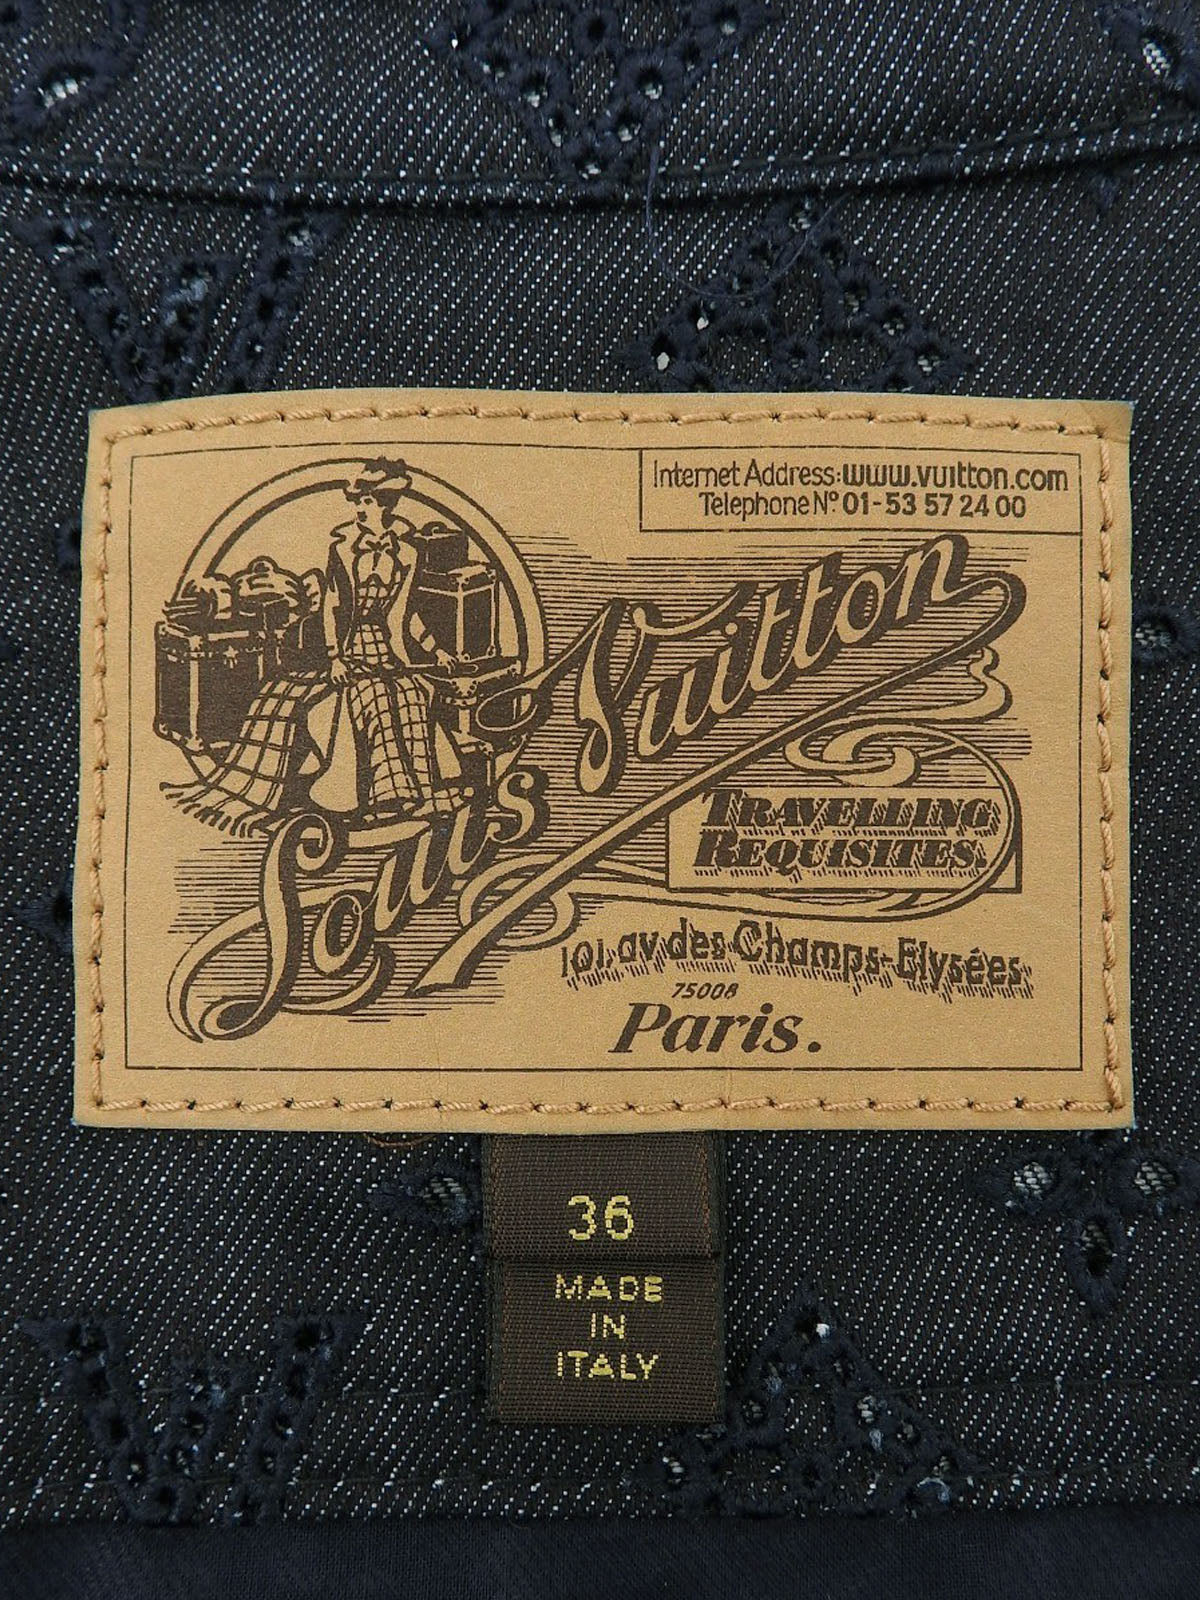 Internet Address:www.vuitton.com
Telephone Nº 01-53 57 24 00
Louis Vuitton
TRAVELLING
REQUISITES.
101, av des Champs-Elysées
75008
Paris.
36
MADE
IN
ITALY